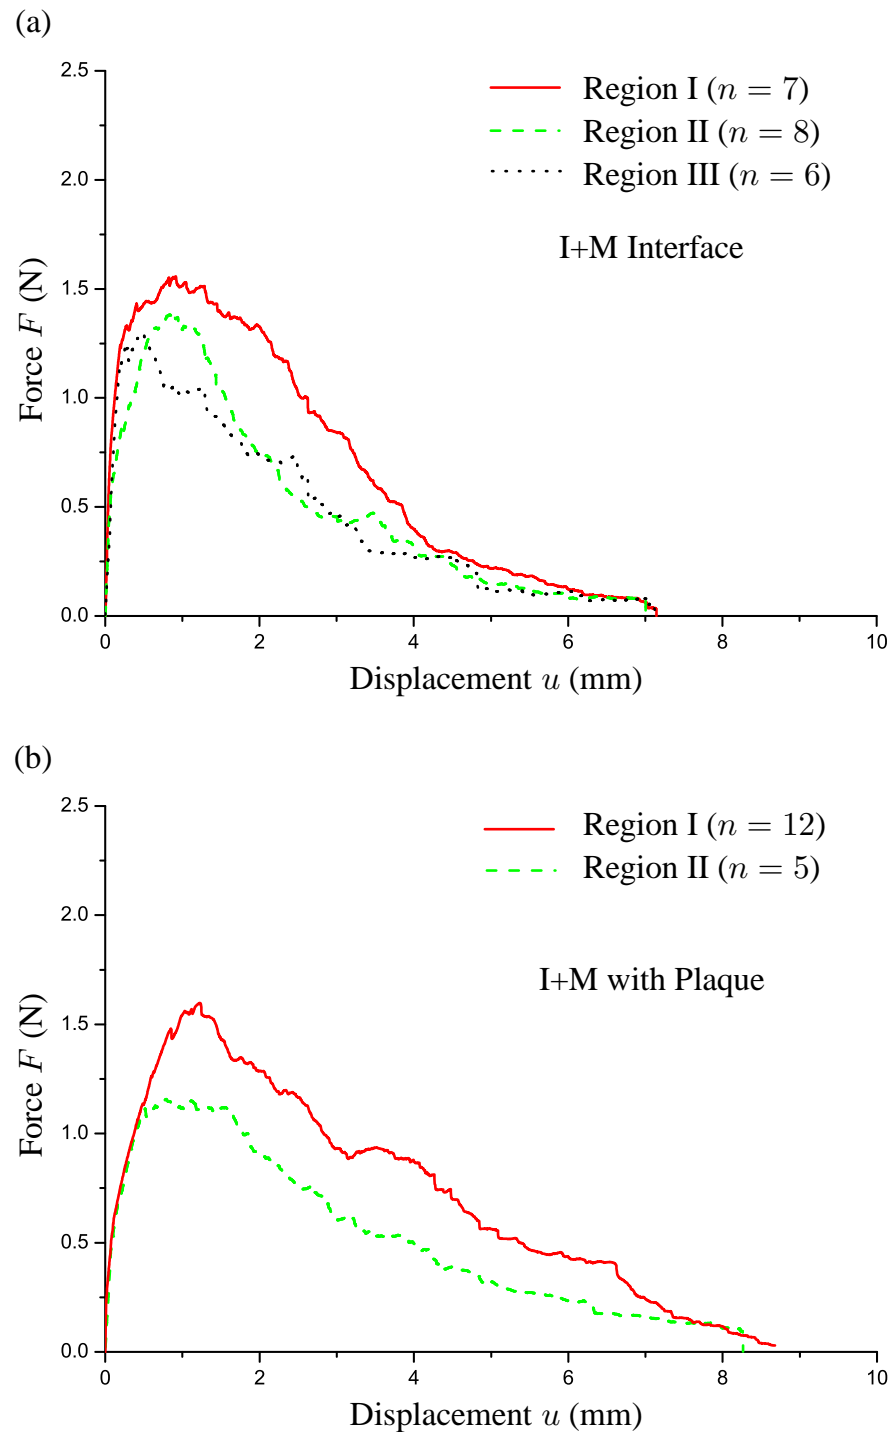 (a)
2.5
2.0
1.5
1.0
0.5
0.0
Force F (N)
Region I (n = 7)
Region II (n = 8)
Region III (n = 6)
I+M Interface
0 2 4 6 8 10
Displacement u (mm)
(b)
2.5
2.0
1.5
1.0
0.5
0.0
Force F (N)
Region I (n = 12)
Region II (n = 5)
I+M with Plaque
0 2 4 6 8 10
Displacement u (mm)